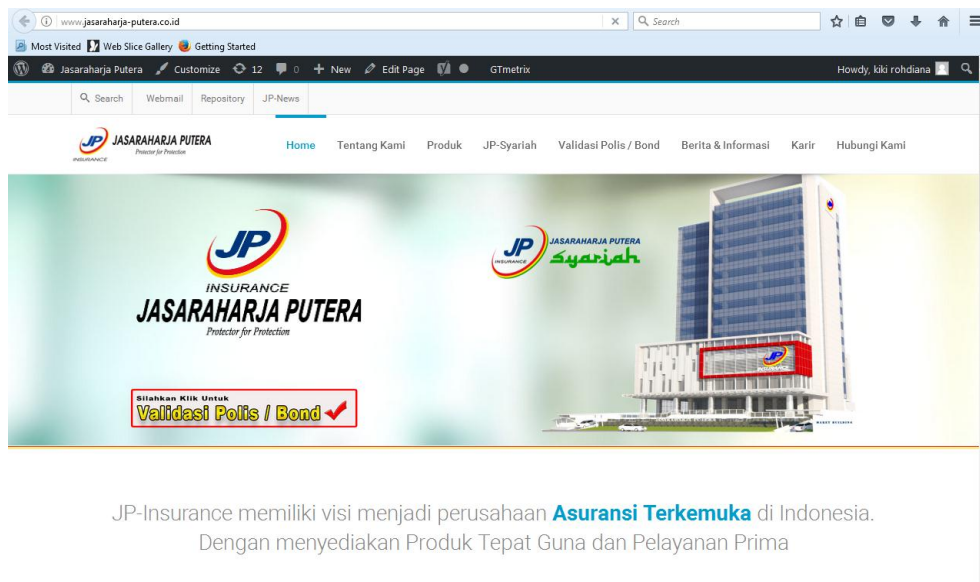 www.jasaraharja-putera.co.id
Search
Most Visited Web Slice Gallery Getting Started
Jasaraharja Putera Customize 12 0 + New Edit Page GTmetrix Howdy, kiki rohdiana
Search Webmail Repository JP-News
JP INSURANCE JASARAHARJA PUTERA
Protector for Protection
Home Tentang Kami Produk JP-Syariah Validasi Polis / Bond Berita & Informasi Karir Hubungi Kami
JP
INSURANCE
JASARAHARJA PUTERA
Protector for Protection
JP INSURANCE
JASARAHARJA PUTERA
Syariah
JP
Silahkan Klik Untuk
Validasi Polis / Bond
JP-Insurance memiliki visi menjadi perusahaan Asuransi Terkemuka di Indonesia.
Dengan menyediakan Produk Tepat Guna dan Pelayanan Prima